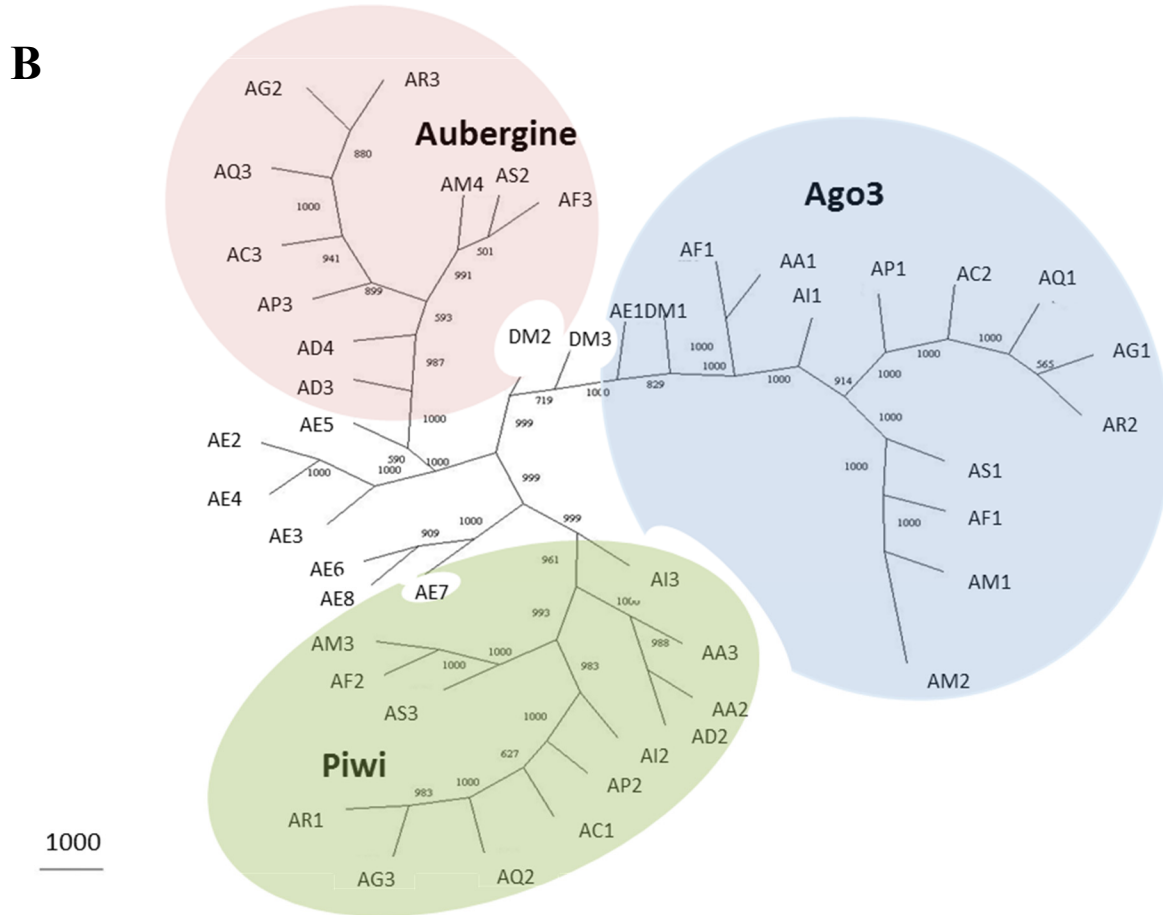 B
AG2
AR3
Aubergine
880
AQ3
AM4
AS2
AF3
1000
AC3
941
501
991
AP3
899
593
AD4
987
AD3
1000
AE5
AE2
590
1000
1000
1000
AE4
AE3
DM2
DM3
719
999
999
Ago3
AF1
AA1
AI1
AP1
AC2
AQ1
AE1
DM1
1000
829
1000
1000
1000
914
1000
1000
1000
565
AG1
AR2
1000
AS1
1000
AF1
1000
AM1
AM2
1000
909
AE6
AE8
AE7
999
961
AI3
1000
988
AA3
AA2
AD2
993
AM3
1000
1000
AF2
AS3
983
AI2
1000
627
AP2
Piwi
983
1000
AR1
AC1
AG3
AQ2
1000